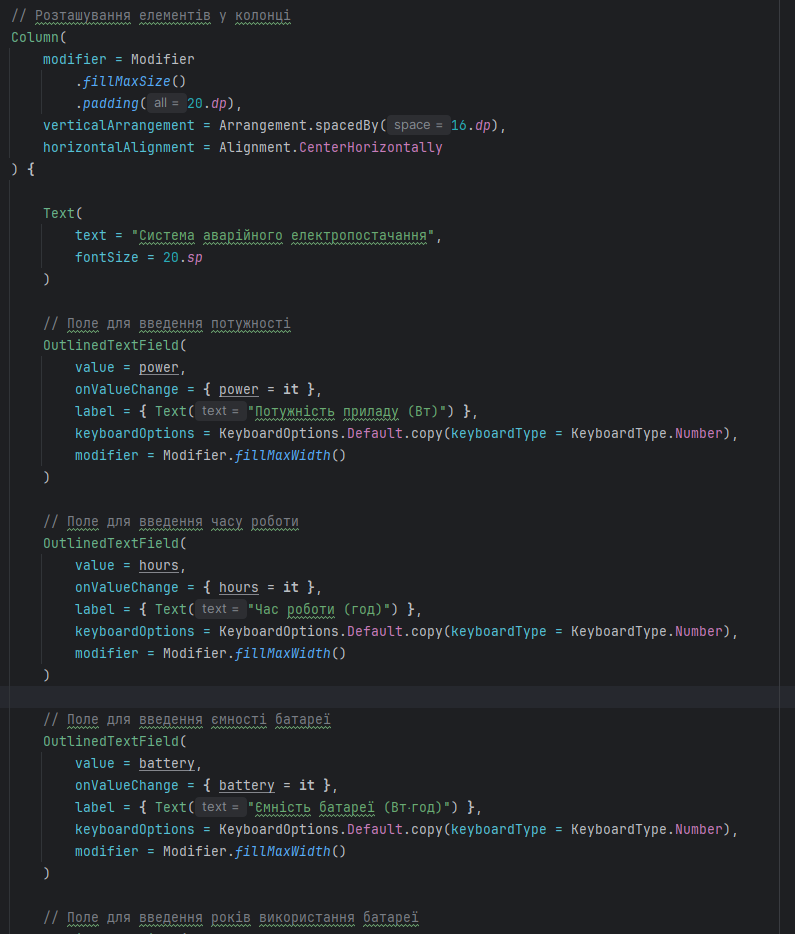 // Розташування елементів у колонці
Column(
    modifier = Modifier
        .fillMaxSize()
        .padding( all = 20.dp),
    verticalArrangement = Arrangement.spacedBy( space = 16.dp),
    horizontalAlignment = Alignment.CenterHorizontally
) {
    Text(
        text = "Система аварійного електропостачання",
        fontSize = 20.sp
    )
    // Поле для введення потужності
    OutlinedTextField(
        value = power,
        onValueChange = { power = it },
        label = { Text( text = "Потужність приладу (Вт)") },
        keyboardOptions = KeyboardOptions.Default.copy(keyboardType = KeyboardType.Number),
        modifier = Modifier.fillMaxWidth()
    )
    // Поле для введення часу роботи
    OutlinedTextField(
        value = hours,
        onValueChange = { hours = it },
        label = { Text( text = "Час роботи (год)") },
        keyboardOptions = KeyboardOptions.Default.copy(keyboardType = KeyboardType.Number),
        modifier = Modifier.fillMaxWidth()
    )
    // Поле для введення ємності батареї
    OutlinedTextField(
        value = battery,
        onValueChange = { battery = it },
        label = { Text( text = "Ємність батареї (Вт·год)") },
        keyboardOptions = KeyboardOptions.Default.copy(keyboardType = KeyboardType.Number),
        modifier = Modifier.fillMaxWidth()
    )
    // Поле для введення років використання батареї